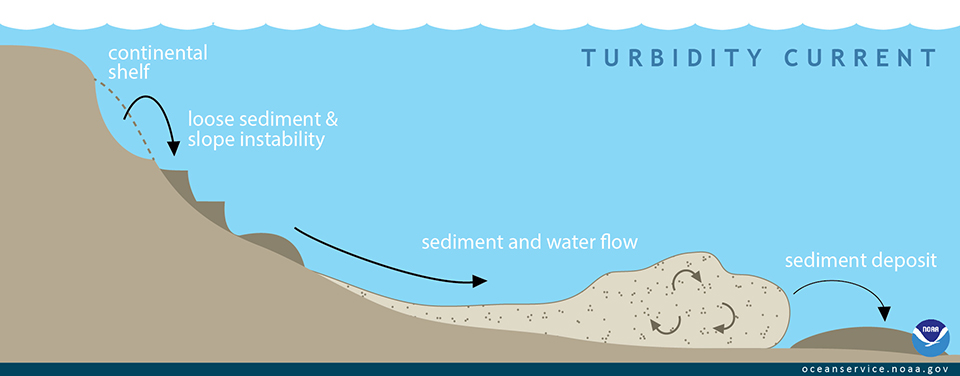 TURBIDITY CURRENT
continental
shelf
loose sediment &
slope instability
sediment and water flow
sediment deposit
NOAA
oceanservice.noaa.gov